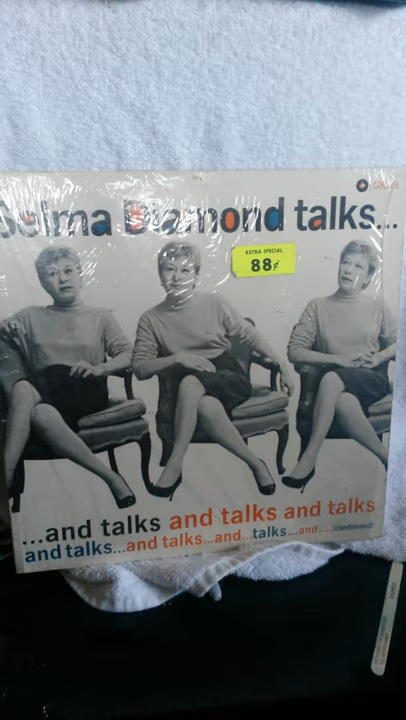 Selma Diamond talks...
EXTRA SPECIAL
88¢
...and talks and talks and talks
and talks...and talks...and...talks...and....(continued)